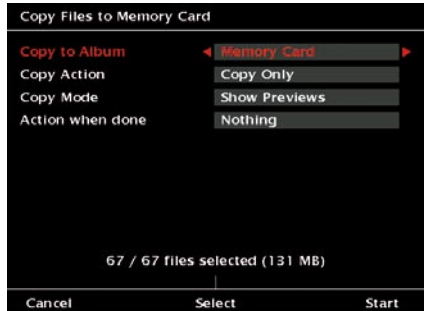 Copy Files to Memory Card
Copy to Album Memory Card
Copy Action Copy Only
Copy Mode Show Previews
Action when done Nothing
67 / 67 files selected (131 MB)
Cancel Select Start